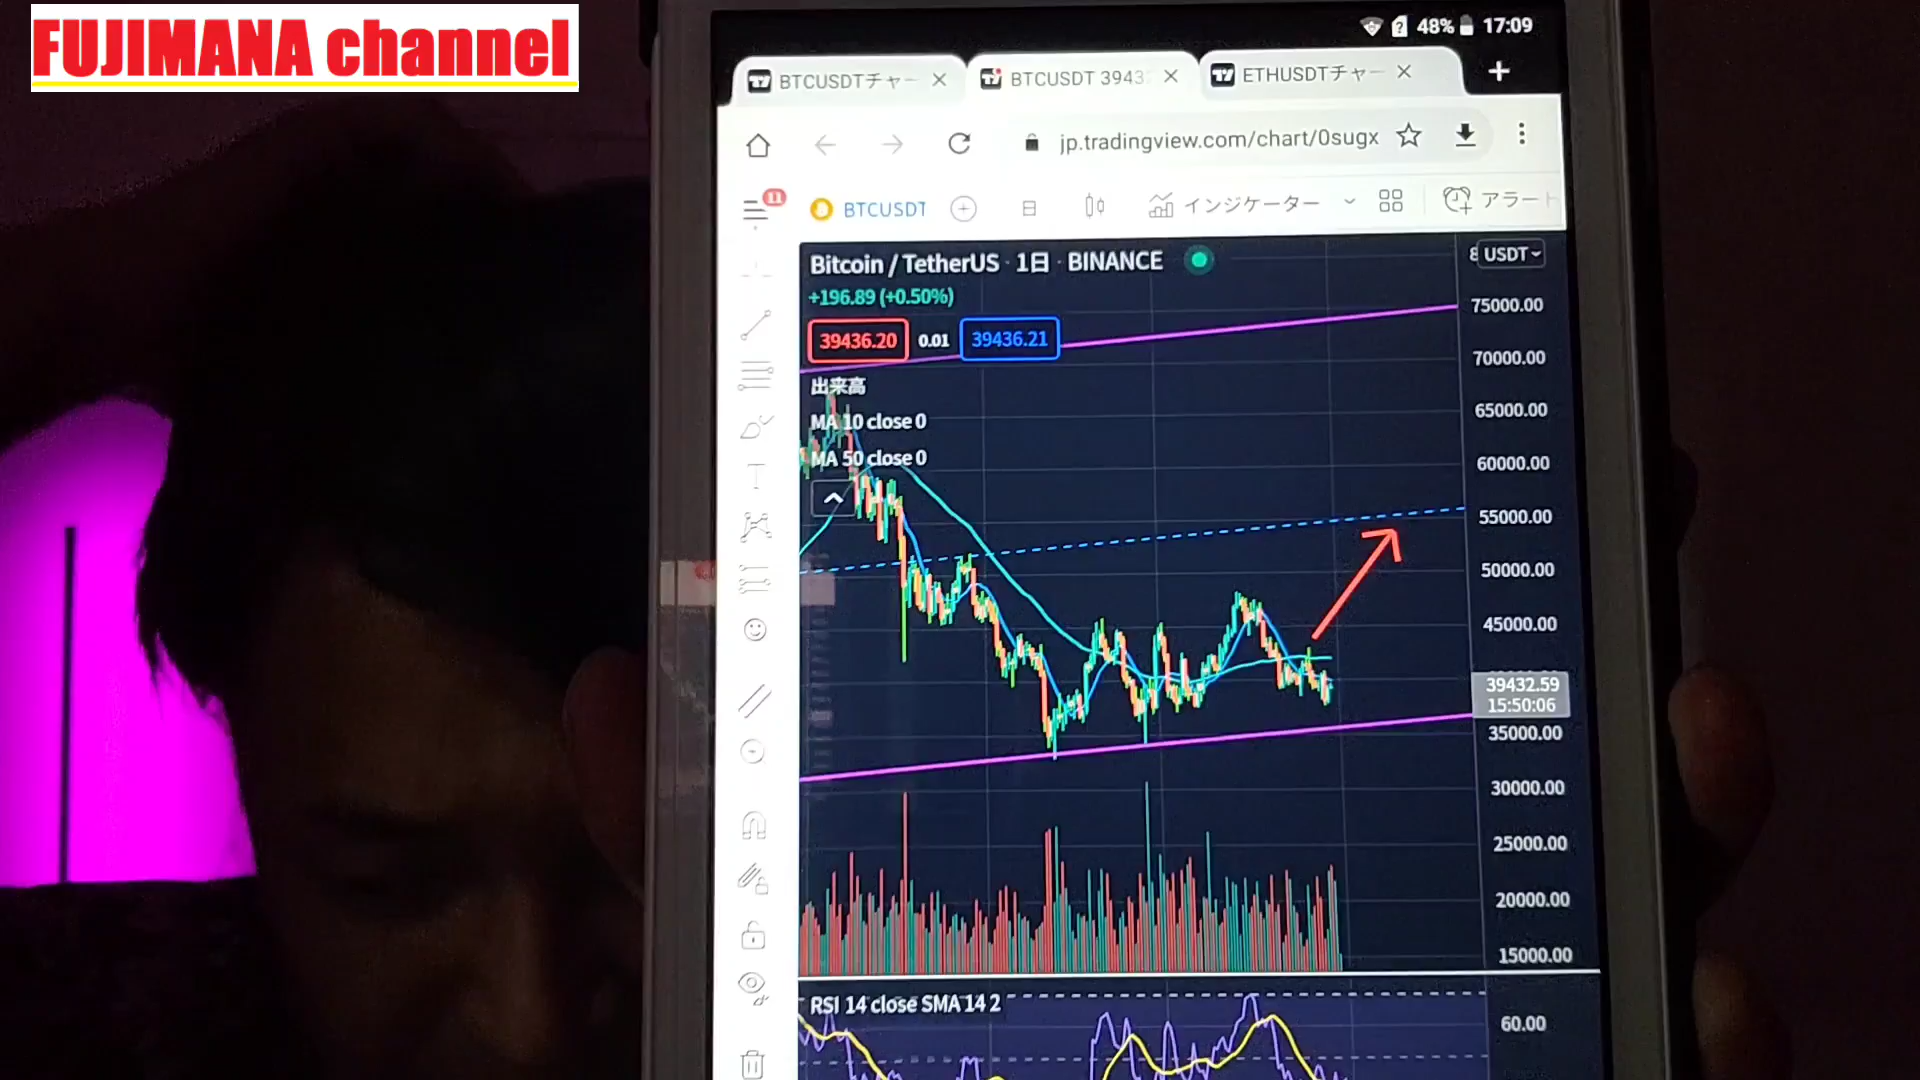 FUJIMANA channel
48% 17:09
BTCUSDTチャー
BTCUSDT 3943
ETHUSDTチャー
jp.tradingview.com/chart/0sugx
11
BTCUSDT
インジケーター
アラート
Bitcoin / TetherUS · 1日 · BINANCE
USDT
+196.89 (+0.50%)
75000.00
39436.20 0.01 39436.21
70000.00
出来高
65000.00
MA 10 close 0
MA 50 close 0
60000.00
55000.00
50000.00
45000.00
39432.59
15:50:06
35000.00
30000.00
25000.00
20000.00
15000.00
RSI 14 close SMA 14 2
60.00